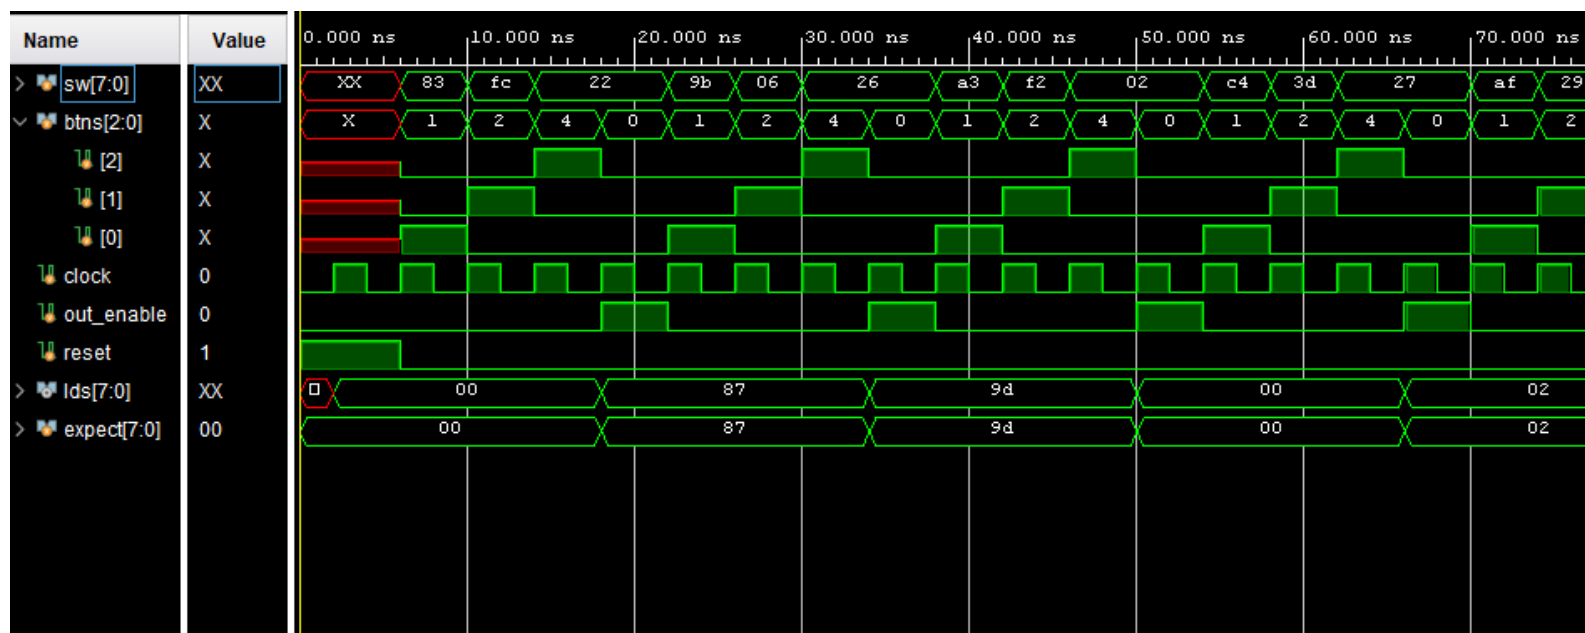 Name Value 0.000 ns 10.000 ns 20.000 ns 30.000 ns 40.000 ns 50.000 ns 60.000 ns 70.000 ns
sw[7:0] XX XX 83 fc 22 9b 06 26 a3 f2 02 c4 3d 27 af 29
btns[2:0] X X 1 2 4 0 1 2 4 0 1 2 4 0 1 2 4 0 1 2
[2] X
[1] X
[0] X
clock 0
out_enable 0
reset 1
lds[7:0] XX 00 87 9d 00 02
expect[7:0] 00 00 87 9d 00 02